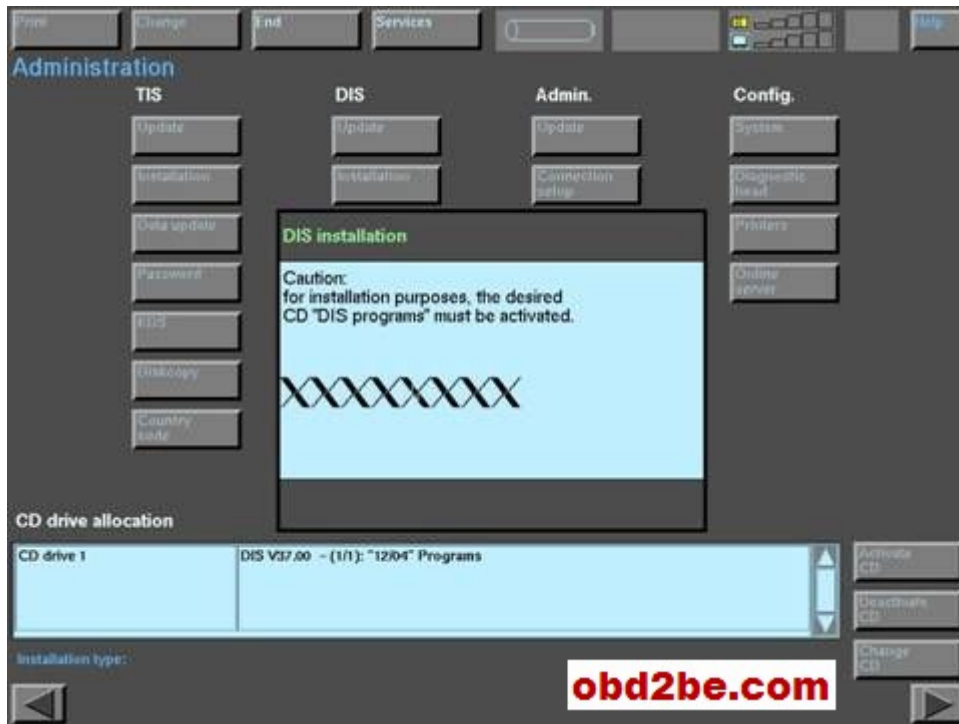 Print Change End Services Help
Administration
TIS DIS Admin. Config.
Update Update Update System
Installation Installation Connection setup Diagnostic head
Data update
Printers
Password
Online server
KDS
Diskcopy
Country code
DIS installation
Caution:
for installation purposes, the desired
CD "DIS programs" must be activated.
XXXXXXXX
CD drive allocation
CD drive 1 DIS V37.00 - (1/1): "12/04" Programs
Activate CD
Deactivate CD
Change CD
Installation type:
obd2be.com